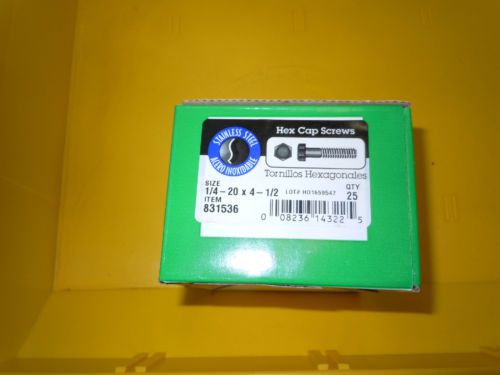 STAINLESS STEEL
ACERO INOXIDABLE
Hex Cap Screws
Tornillos Hexagonales
SIZE
1/4-20 x 4-1/2
LOT# H01659547
QTY
25
ITEM
831536
0 08236 14322 5